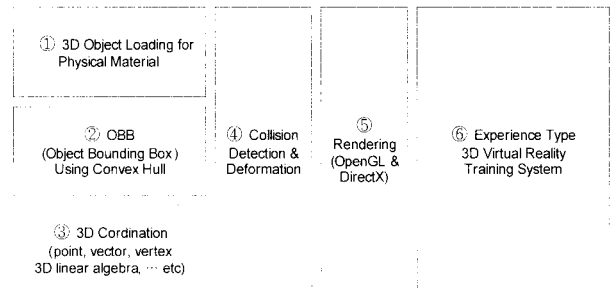 ① 3D Object Loading for
Physical Material
② OBB
(Object Bounding Box)
Using Convex Hull
③ 3D Cordination
(point, vector, vertex
3D linear algebra, ··· etc)
④ Collision
Detection &
Deformation
⑤
Rendering
(OpenGL &
DirectX)
⑥ Experience Type
3D Virtual Reality
Training System